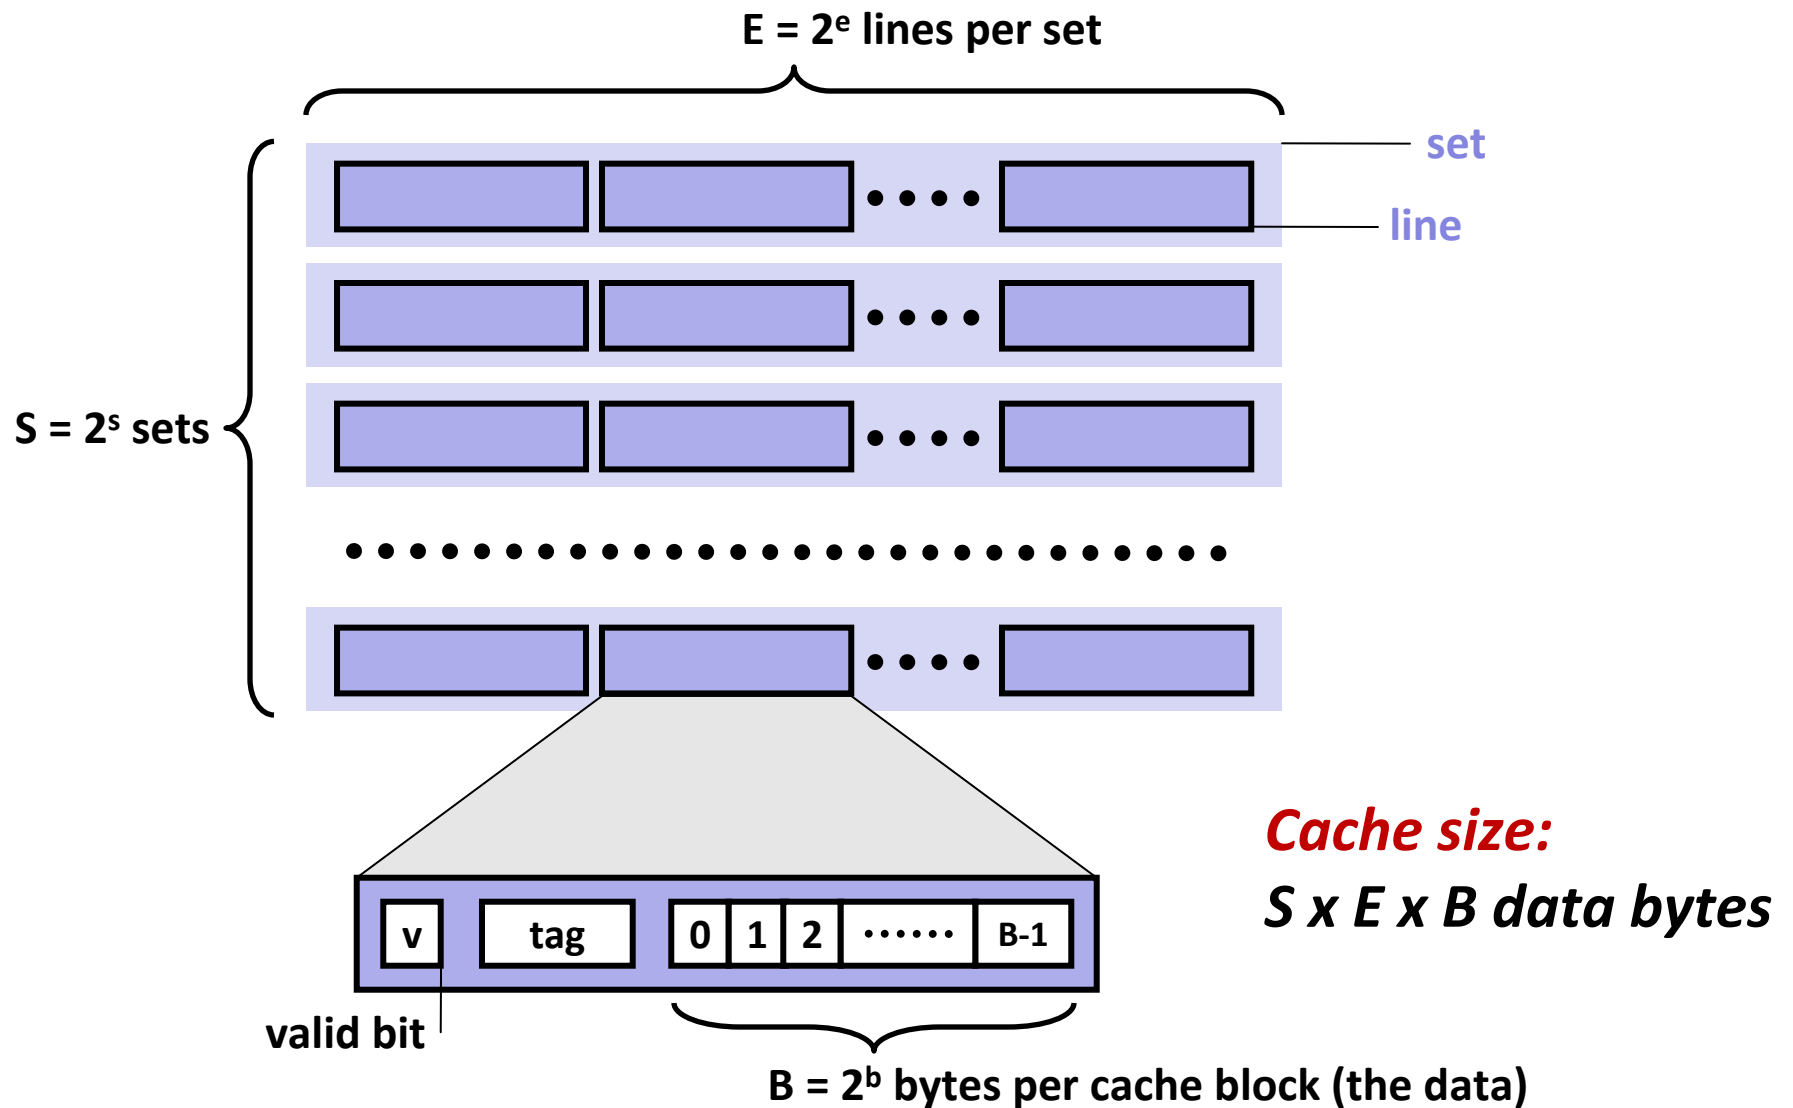 E = 2ᵉ lines per set
set
line
S = 2ˢ sets
Cache size:
S x E x B data bytes
v tag 0 1 2 ······ B-1
valid bit
B = 2ᵇ bytes per cache block (the data)